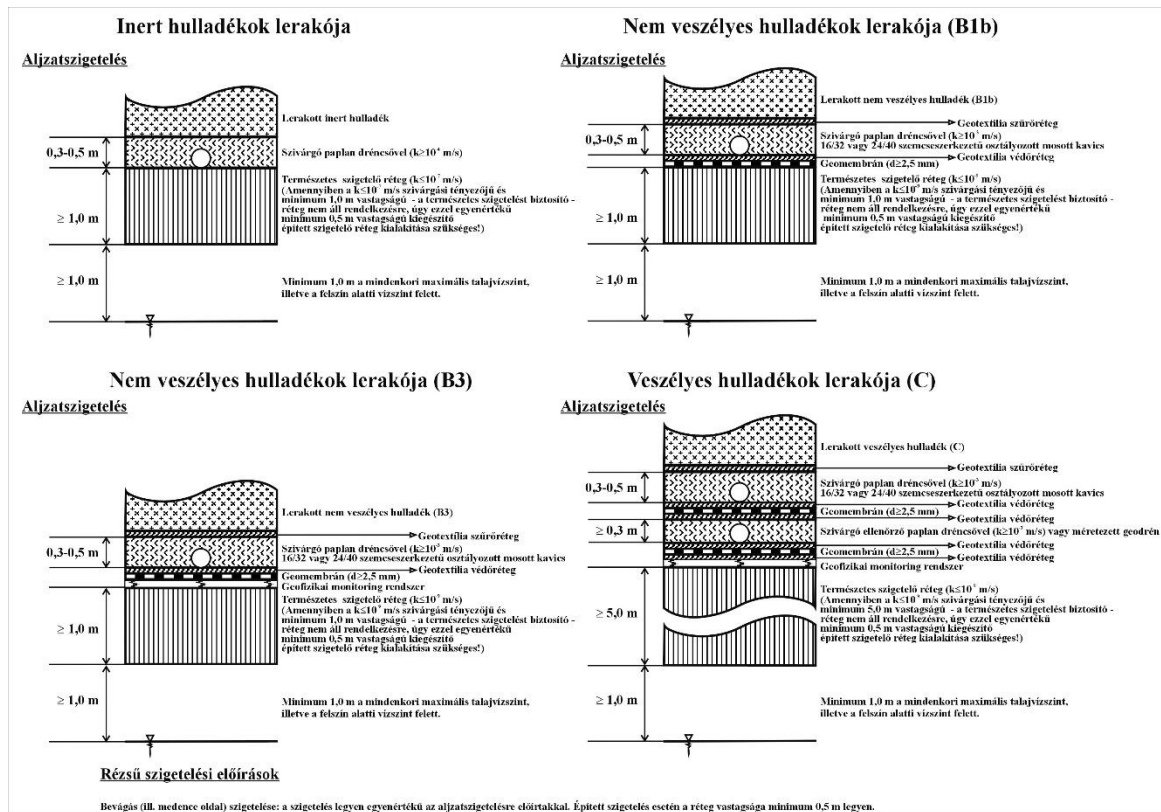 Inert hulladékok lerakója
Aljzatszigetelés
Lerakott inert hulladék
0,3-0,5 m
Szivárgó paplan dréncsővel (k≥10⁻⁴ m/s)
≥ 1,0 m
Természetes szigetelő réteg (k≤10⁻⁷ m/s)
(Amennyiben a k≤10⁻⁷ m/s szivárgási tényezőjű és
minimum 1,0 m vastagságú - a természetes szigetelést biztosító -
réteg nem áll rendelkezésre, úgy ezzel egyenértékű
minimum 0,5 m vastagságú kiegészítő
épített szigetelő réteg kialakítása szükséges!)
≥ 1,0 m
Minimum 1,0 m a mindenkori maximális talajvízszint,
illetve a felszín alatti vízszint felett.
Nem veszélyes hulladékok lerakója (B1b)
Aljzatszigetelés
Lerakott nem veszélyes hulladék (B1b)
Geotextília szűrőréteg
0,3-0,5 m
Szivárgó paplan dréncsővel (k≥10⁻³ m/s)
16/32 vagy 24/40 szemcseszerkezetű osztályozott mosott kavics
Geotextília védőréteg
Geomembrán (d≥2,5 mm)
≥ 1,0 m
Természetes szigetelő réteg (k≤10⁻⁹ m/s)
(Amennyiben a k≤10⁻⁹ m/s szivárgási tényezőjű és
minimum 1,0 m vastagságú - a természetes szigetelést biztosító -
réteg nem áll rendelkezésre, úgy ezzel egyenértékű
minimum 0,5 m vastagságú kiegészítő
épített szigetelő réteg kialakítása szükséges!)
≥ 1,0 m
Minimum 1,0 m a mindenkori maximális talajvízszint,
illetve a felszín alatti vízszint felett.
Nem veszélyes hulladékok lerakója (B3)
Aljzatszigetelés
Lerakott nem veszélyes hulladék (B3)
Geotextília szűrőréteg
0,3-0,5 m
Szivárgó paplan dréncsővel (k≥10⁻³ m/s)
16/32 vagy 24/40 szemcseszerkezetű osztályozott mosott kavics
Geotextília védőréteg
Geomembrán (d≥2,5 mm)
Geofizikai monitoring rendszer
≥ 1,0 m
Természetes szigetelő réteg (k≤10⁻⁹ m/s)
(Amennyiben a k≤10⁻⁹ m/s szivárgási tényezőjű és
minimum 1,0 m vastagságú - a természetes szigetelést biztosító -
réteg nem áll rendelkezésre, úgy ezzel egyenértékű
minimum 0,5 m vastagságú kiegészítő
épített szigetelő réteg kialakítása szükséges!)
≥ 1,0 m
Minimum 1,0 m a mindenkori maximális talajvízszint,
illetve a felszín alatti vízszint felett.
Veszélyes hulladékok lerakója (C)
Aljzatszigetelés
Lerakott veszélyes hulladék (C)
Geotextília szűrőréteg
0,3-0,5 m
Szivárgó paplan dréncsővel (k≥10⁻³ m/s)
16/32 vagy 24/40 szemcseszerkezetű osztályozott mosott kavics
Geotextília védőréteg
Geomembrán (d≥2,5 mm)
Geotextília védőréteg
≥ 0,3 m
Szivárgó ellenőrző paplan dréncsővel (k≥10⁻³ m/s) vagy méretezett geodrén
Geotextília védőréteg
Geomembrán (d≥2,5 mm)
Geotextília védőréteg
Geofizikai monitoring rendszer
≥ 5,0 m
Természetes szigetelő réteg (k≤10⁻⁹ m/s)
(Amennyiben a k≤10⁻⁹ m/s szivárgási tényezőjű és
minimum 5,0 m vastagságú - a természetes szigetelést biztosító -
réteg nem áll rendelkezésre, úgy ezzel egyenértékű
minimum 0,5 m vastagságú kiegészítő
épített szigetelő réteg kialakítása szükséges!)
≥ 1,0 m
Minimum 1,0 m a mindenkori maximális talajvízszint,
illetve a felszín alatti vízszint felett.
Rézsű szigetelési előírások
Bevágás (ill. medence oldal) szigetelése: a szigetelés legyen egyenértékű az aljzatszigetelésre előírtakkal. Épített szigetelés esetén a réteg vastagsága minimum 0,5 m legyen.